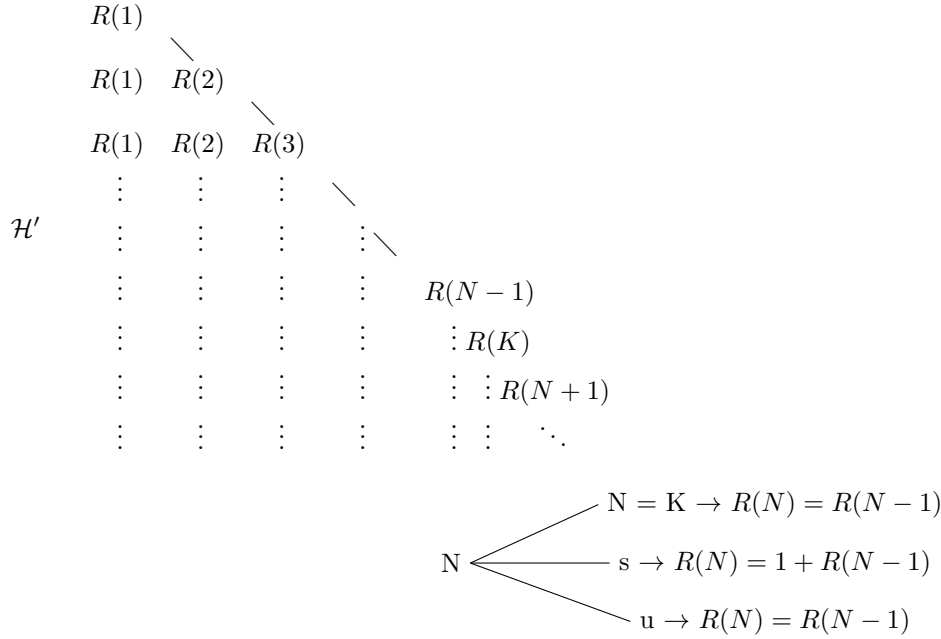 R(1)
R(1) R(2)
R(1) R(2) R(3)
⋮ ⋮ ⋮
ℋ′ ⋮ ⋮ ⋮ ⋮
⋮ ⋮ ⋮ ⋮ R(N − 1)
⋮ ⋮ ⋮ ⋮ ⋮ R(K)
⋮ ⋮ ⋮ ⋮ ⋮ ⋮ R(N + 1)
⋮ ⋮ ⋮ ⋮ ⋮ ⋮ ⋱
N = K → R(N) = R(N − 1)
N s → R(N) = 1 + R(N − 1)
u → R(N) = R(N − 1)